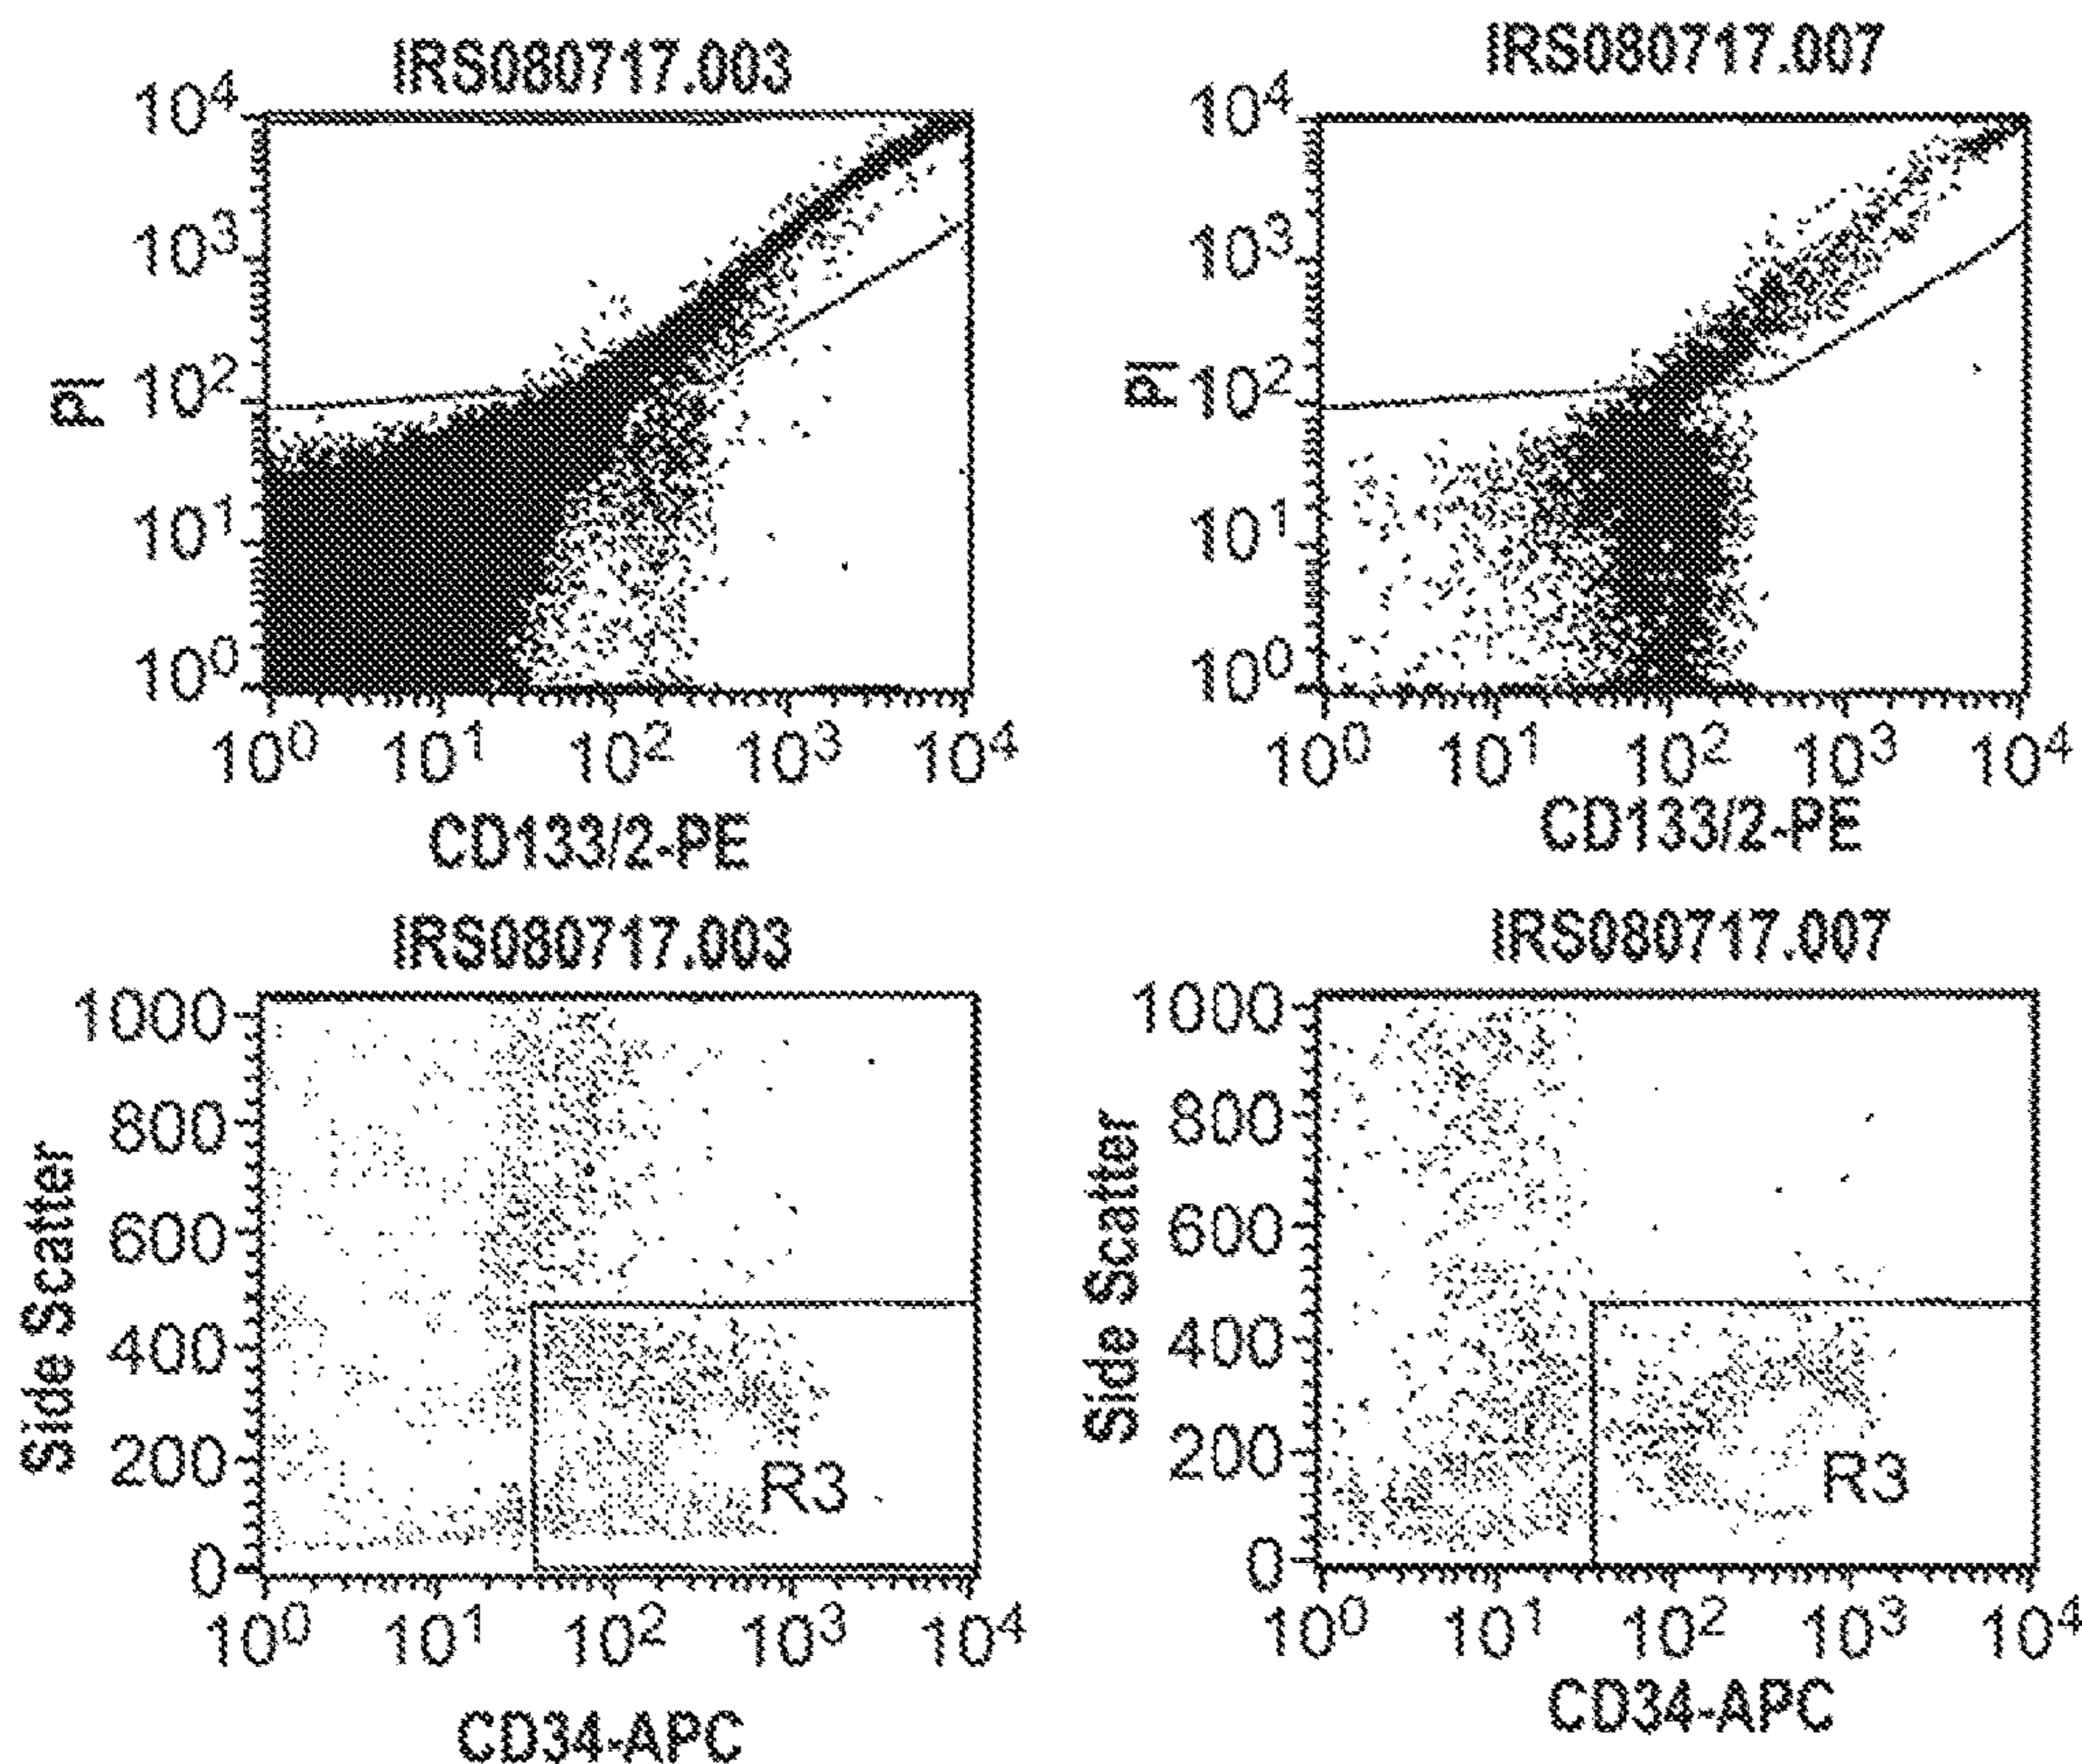 IRS080717.003
10⁴
10³
10²
10¹
10⁰
PI
10⁰ 10¹ 10² 10³ 10⁴
CD133/2-PE
IRS080717.007
10⁴
10³
10²
10¹
10⁰
PI
10⁰ 10¹ 10² 10³ 10⁴
CD133/2-PE
IRS080717.003
1000
800
600
400
200
0
Side Scatter
R3
10⁰ 10¹ 10² 10³ 10⁴
CD34-APC
IRS080717.007
1000
800
600
400
200
0
Side Scatter
R3
10⁰ 10¹ 10² 10³ 10⁴
CD34-APC